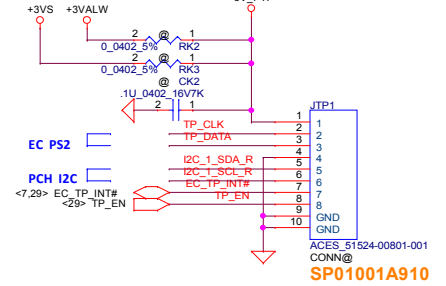 +3VS +3VALW
2 @ 1
0_0402_5% RK2
2 @ 1
0_0402_5% RK3
@ CK2
.1U_0402_16V7K
2 1
JTP1
TP_CLK 1 1
TP_DATA 2 2
EC PS2 3 3
4 4
I2C_1_SDA_R 5 5
PCH I2C I2C_1_SCL_R 6 6
<7,29> EC_TP_INT# EC_TP_INT# 7 7
<29> TP_EN TP_EN 8 8
9 GND
10 GND
ACES_51524-00801-001
CONN@
SP01001A910